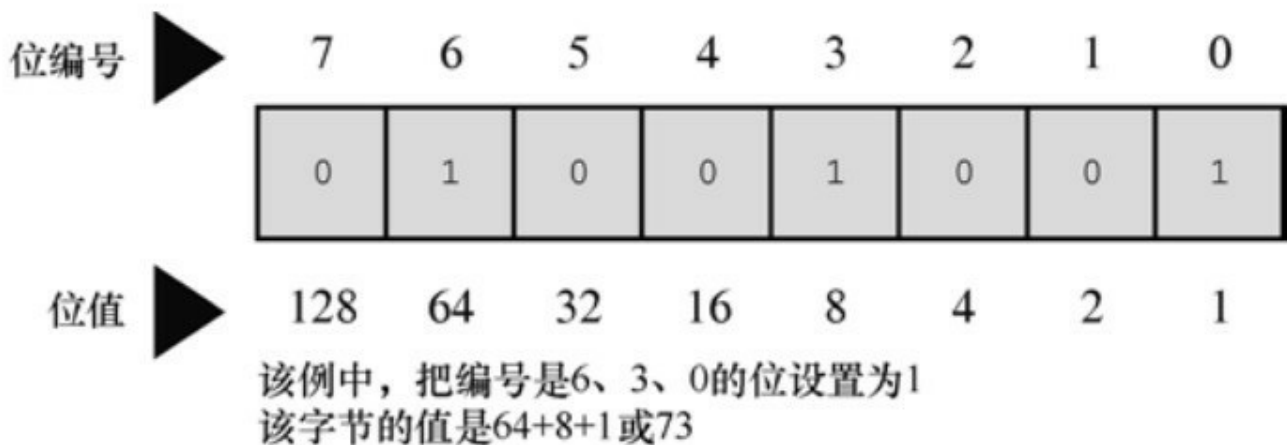 位编号 7 6 5 4 3 2 1 0
0 1 0 0 1 0 0 1
位值 128 64 32 16 8 4 2 1
该例中，把编号是6、3、0的位设置为1
该字节的值是64+8+1或73